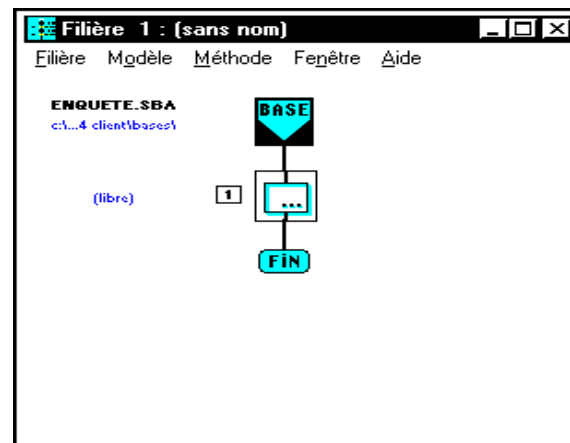 Filière 1 : (sans nom)
Filière Modèle Méthode Fenêtre Aide
ENQUETE.SBA
c:\...4 client\bases\
BASE
(libre)
1
...
FIN